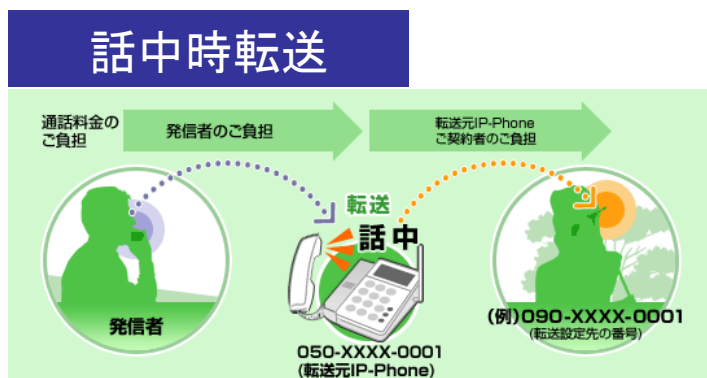 話中時転送
通話料金の
ご負担
発信者のご負担
転送元IP-Phone
ご契約者のご負担
転送
話中
発信者
050-XXXX-0001
(転送元IP-Phone)
(例)090-XXXX-0001
(転送設定先の番号)